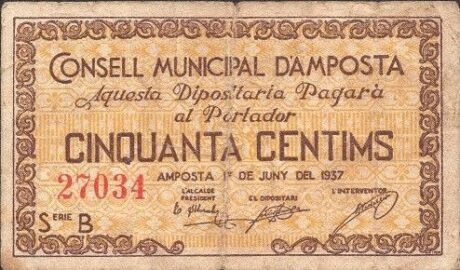 CONSELL MUNICIPAL D'AMPOSTA
Aquesta Dipositaria Pagarà
al Portador
CINQUANTA CENTIMS
AMPOSTA 1er DE JUNY DEL 1937
27034
L'ALCALDE PRESIDENT
EL DIPOSITARI
L'INTERVENTOR
SERIE B